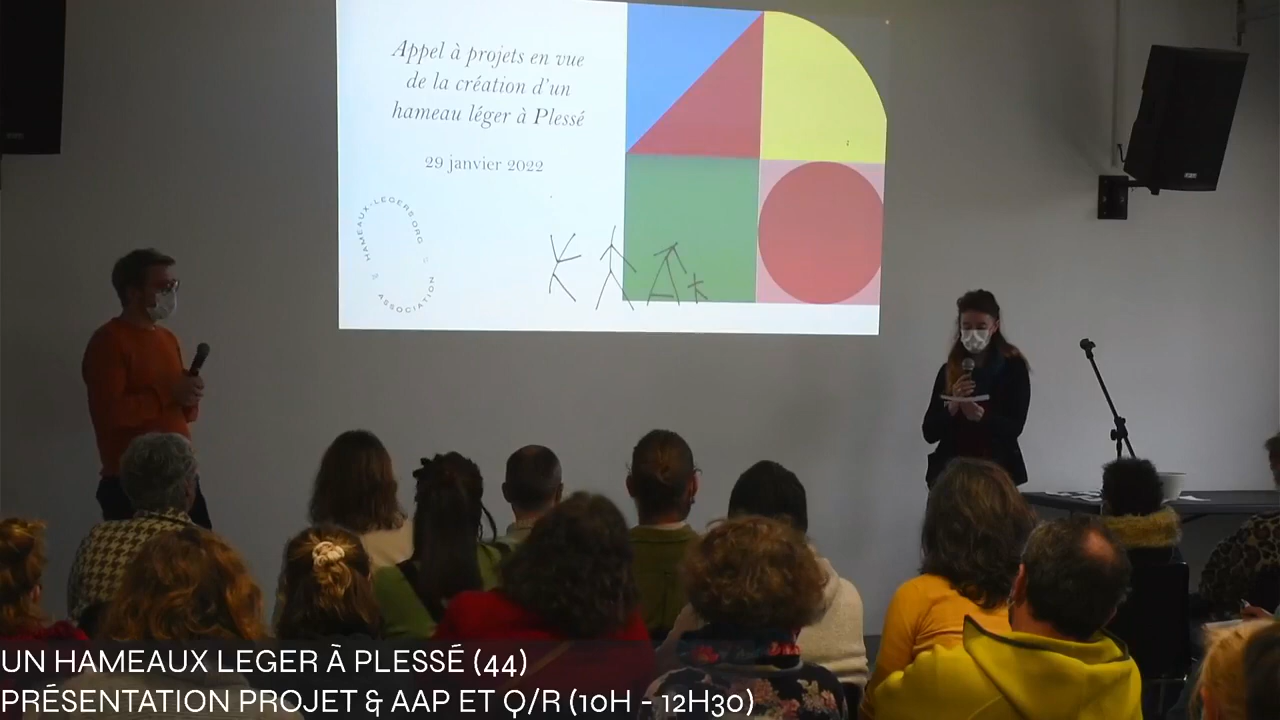 Appel à projets en vue
de la création d'un
hameau léger à Plessé
29 janvier 2022
HAMEAUX-LEGERS.ORG
ASSOCIATION
UN HAMEAUX LEGER À PLESSÉ (44)
PRÉSENTATION PROJET & AAP ET Q/R (10H - 12H30)